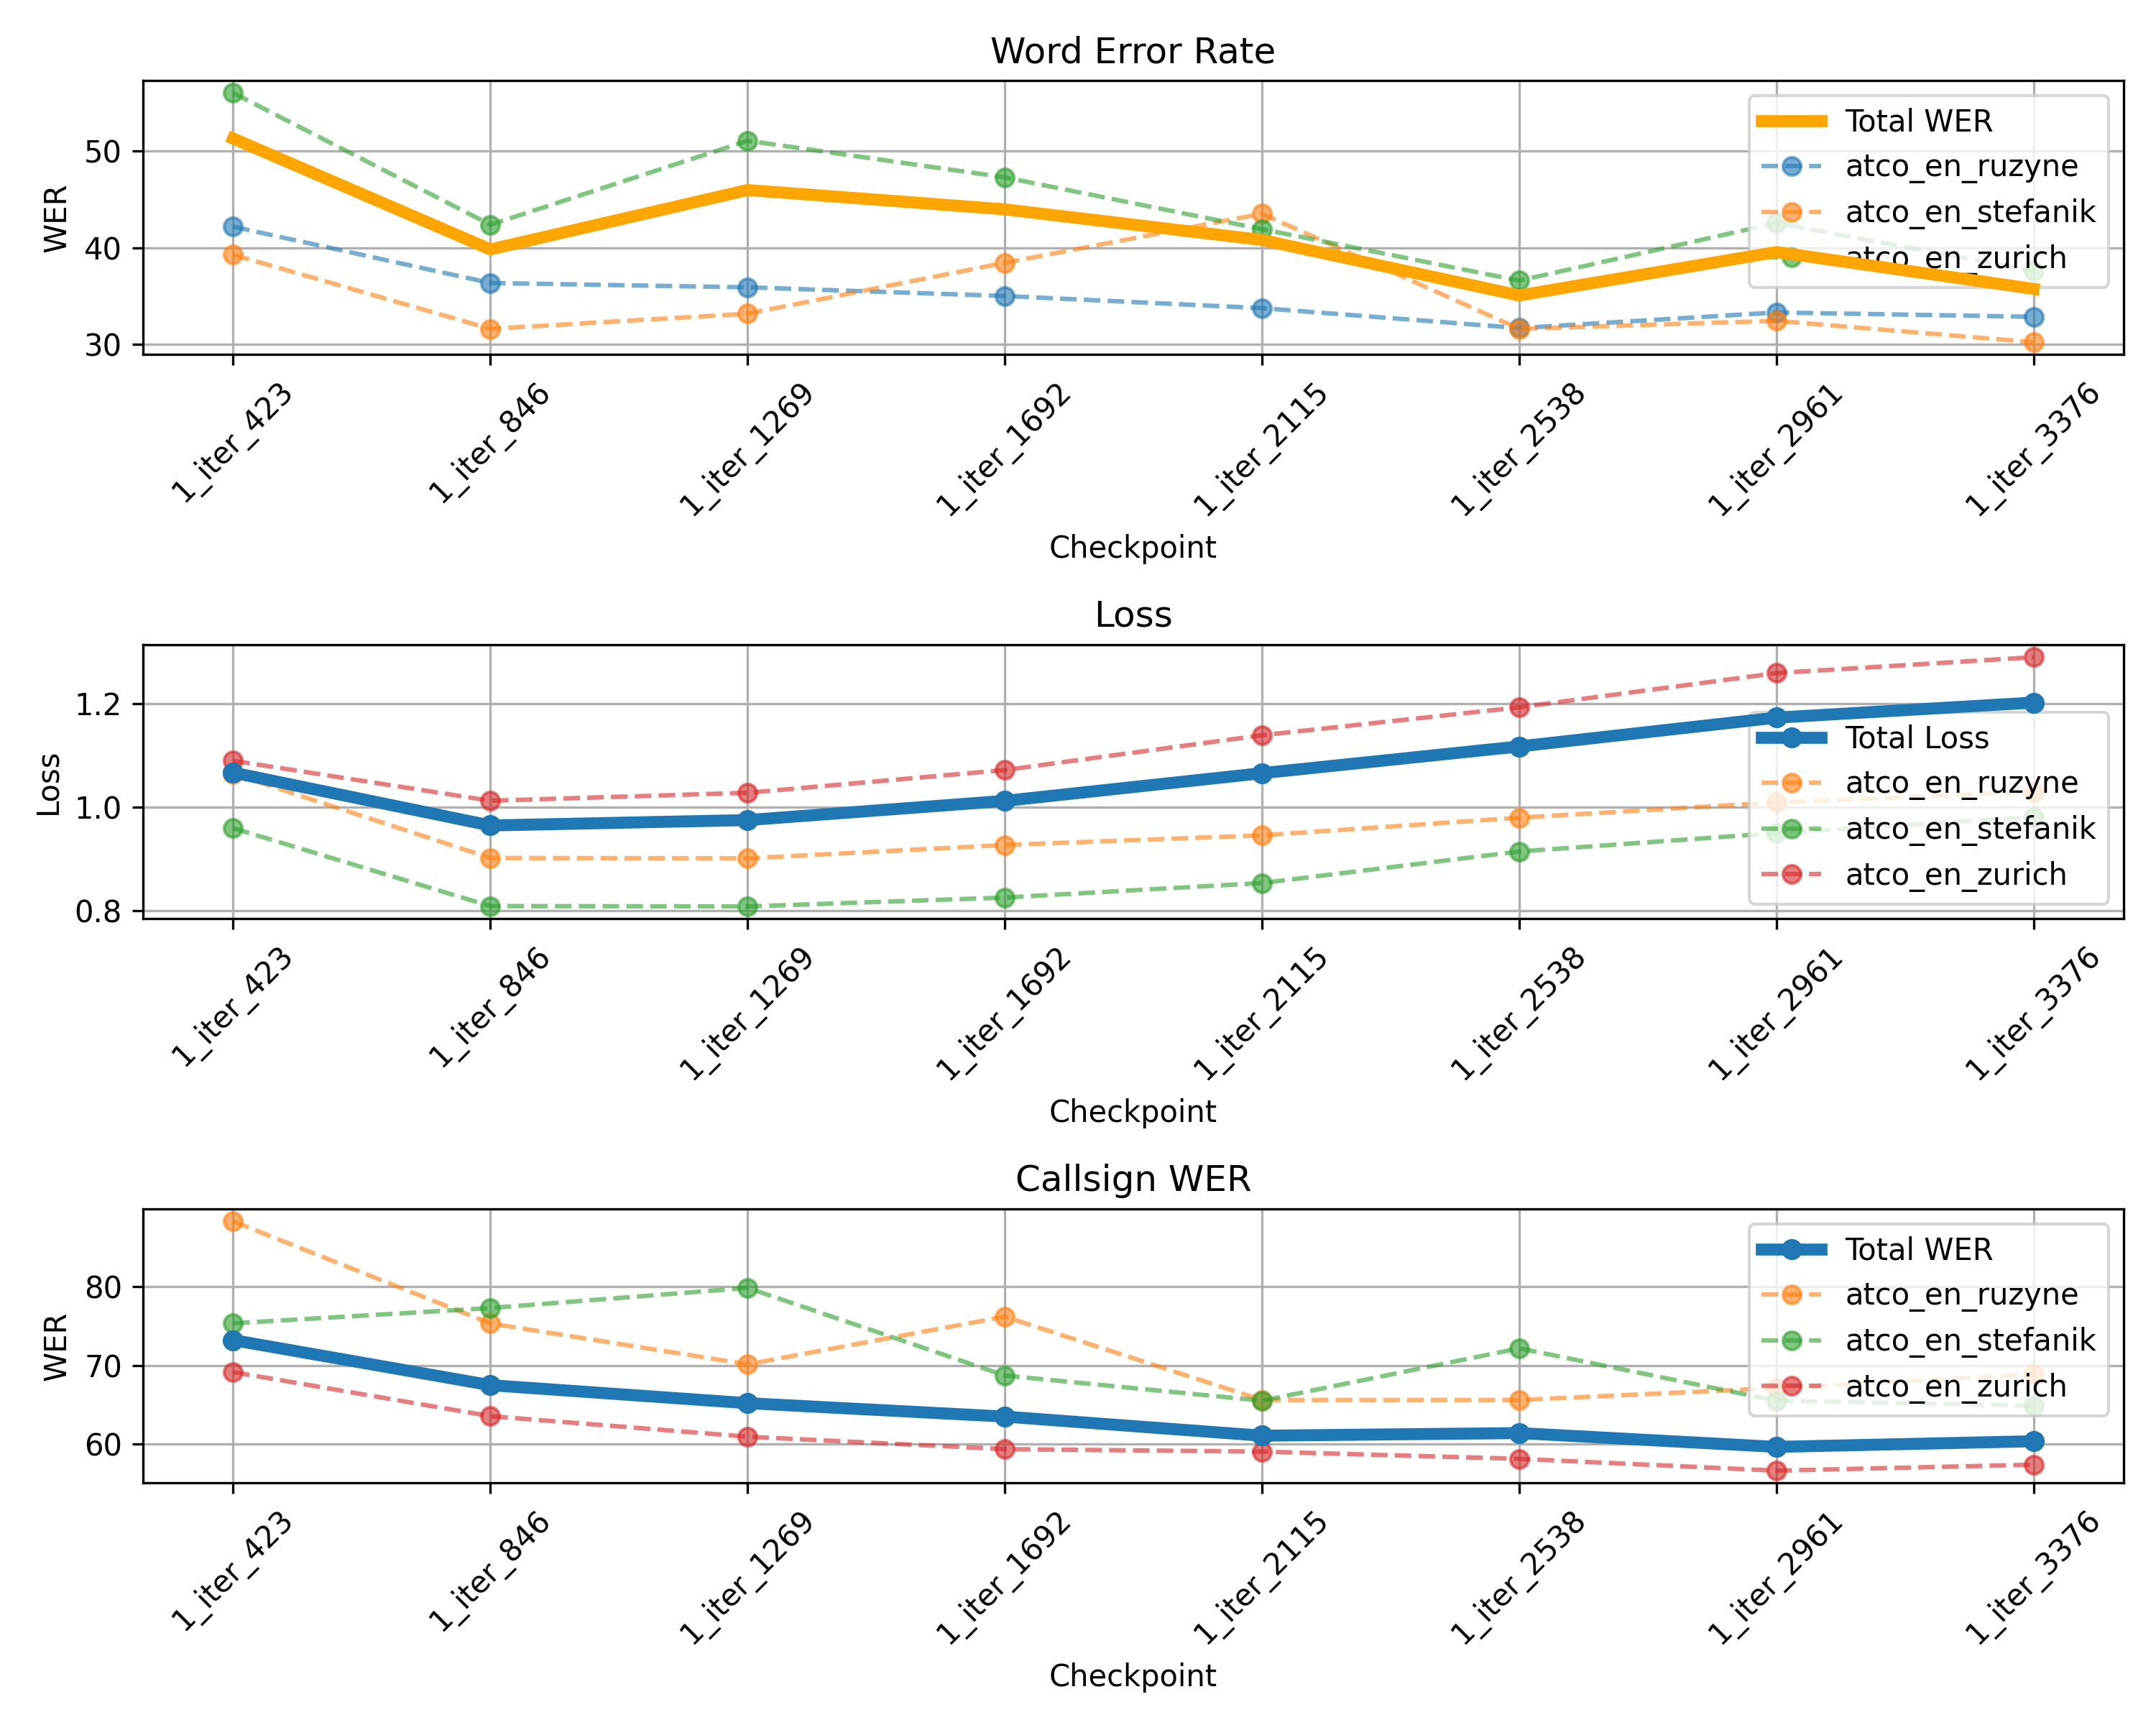 Word Error Rate
WER
50
40
30
Total WER
atco_en_ruzyne
atco_en_stefanik
atco_en_zurich
1_iter_423
1_iter_846
1_iter_1269
1_iter_1692
1_iter_2115
1_iter_2538
1_iter_2961
1_iter_3376
Checkpoint
Loss
Loss
1.2
1.0
0.8
Total Loss
atco_en_ruzyne
atco_en_stefanik
atco_en_zurich
1_iter_423
1_iter_846
1_iter_1269
1_iter_1692
1_iter_2115
1_iter_2538
1_iter_2961
1_iter_3376
Checkpoint
Callsign WER
WER
80
70
60
Total WER
atco_en_ruzyne
atco_en_stefanik
atco_en_zurich
1_iter_423
1_iter_846
1_iter_1269
1_iter_1692
1_iter_2115
1_iter_2538
1_iter_2961
1_iter_3376
Checkpoint